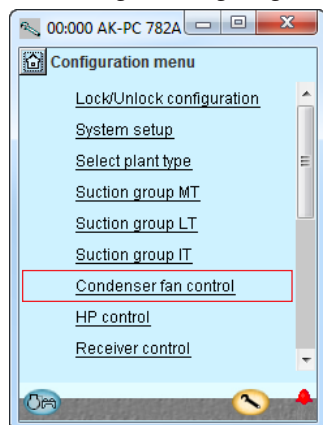 00:000 AK-PC 782A
Configuration menu
Lock/Unlock configuration
System setup
Select plant type
Suction group MT
Suction group LT
Suction group IT
Condenser fan control
HP control
Receiver control